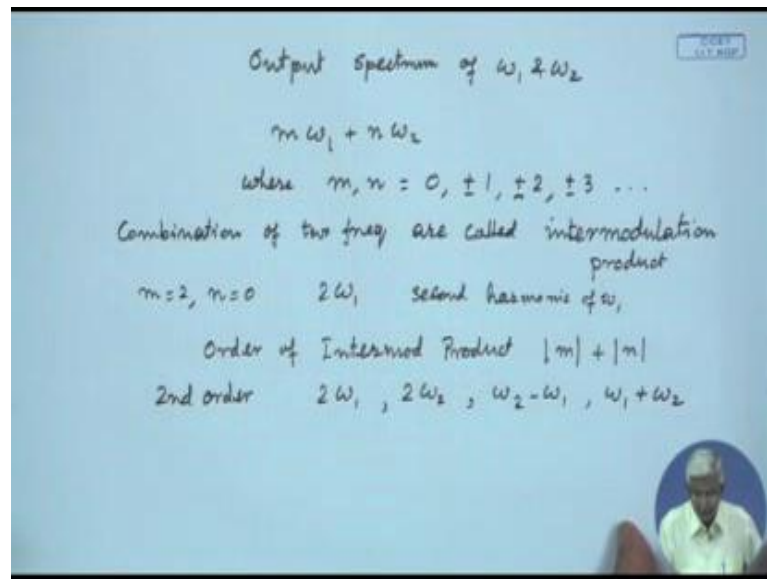 Output spectrum of ω₁ & ω₂
mω₁ + nω₂
where m, n = 0, ±1, ±2, ±3 ...
Combination of two freq are called intermodulation
product
m=2, n=0 2ω₁ second harmonic of ω₁
Order of Intermod Product |m| + |n|
2nd order 2ω₁ , 2ω₂ , ω₂-ω₁ , ω₁+ω₂